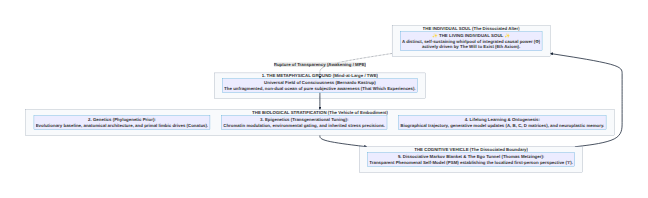 THE INDIVIDUAL SOUL (The Dissociated Alter)
THE LIVING INDIVIDUAL SOUL
A distinct, self-sustaining whirlpool of integrated causal power (Φ)
actively driven by The Will to Exist (5th Axiom).
Rupture of Transparency (Awakening / MPE)
1. THE METAPHYSICAL GROUND (Mind-at-Large / TWE)
Universal Field of Consciousness (Bernardo Kastrup)
The unfragmented, non-dual ocean of pure subjective awareness (That Which Experiences).
THE BIOLOGICAL STRATIFICATION (The Vehicle of Embodiment)
2. Genetics (Phylogenetic Prior):
Evolutionary baseline, anatomical architecture, and primal limbic drives (Conatus).
3. Epigenetics (Transgenerational Tuning):
Chromatic modulation, environmental gating, and inherited stress precisions.
4. Lifelong Learning & Ontogenesis:
Biographical trajectory, generative model updates (A, B, C, D matrices), and neuroplastic memory.
THE COGNITIVE VEHICLE (The Dissociated Boundary)
5. Dissociative Markov Blanket & The Ego Tunnel (Thomas Metzinger):
Transparent Phenomenal Self-Model (PSM) establishing the localized first-person perspective ('I').